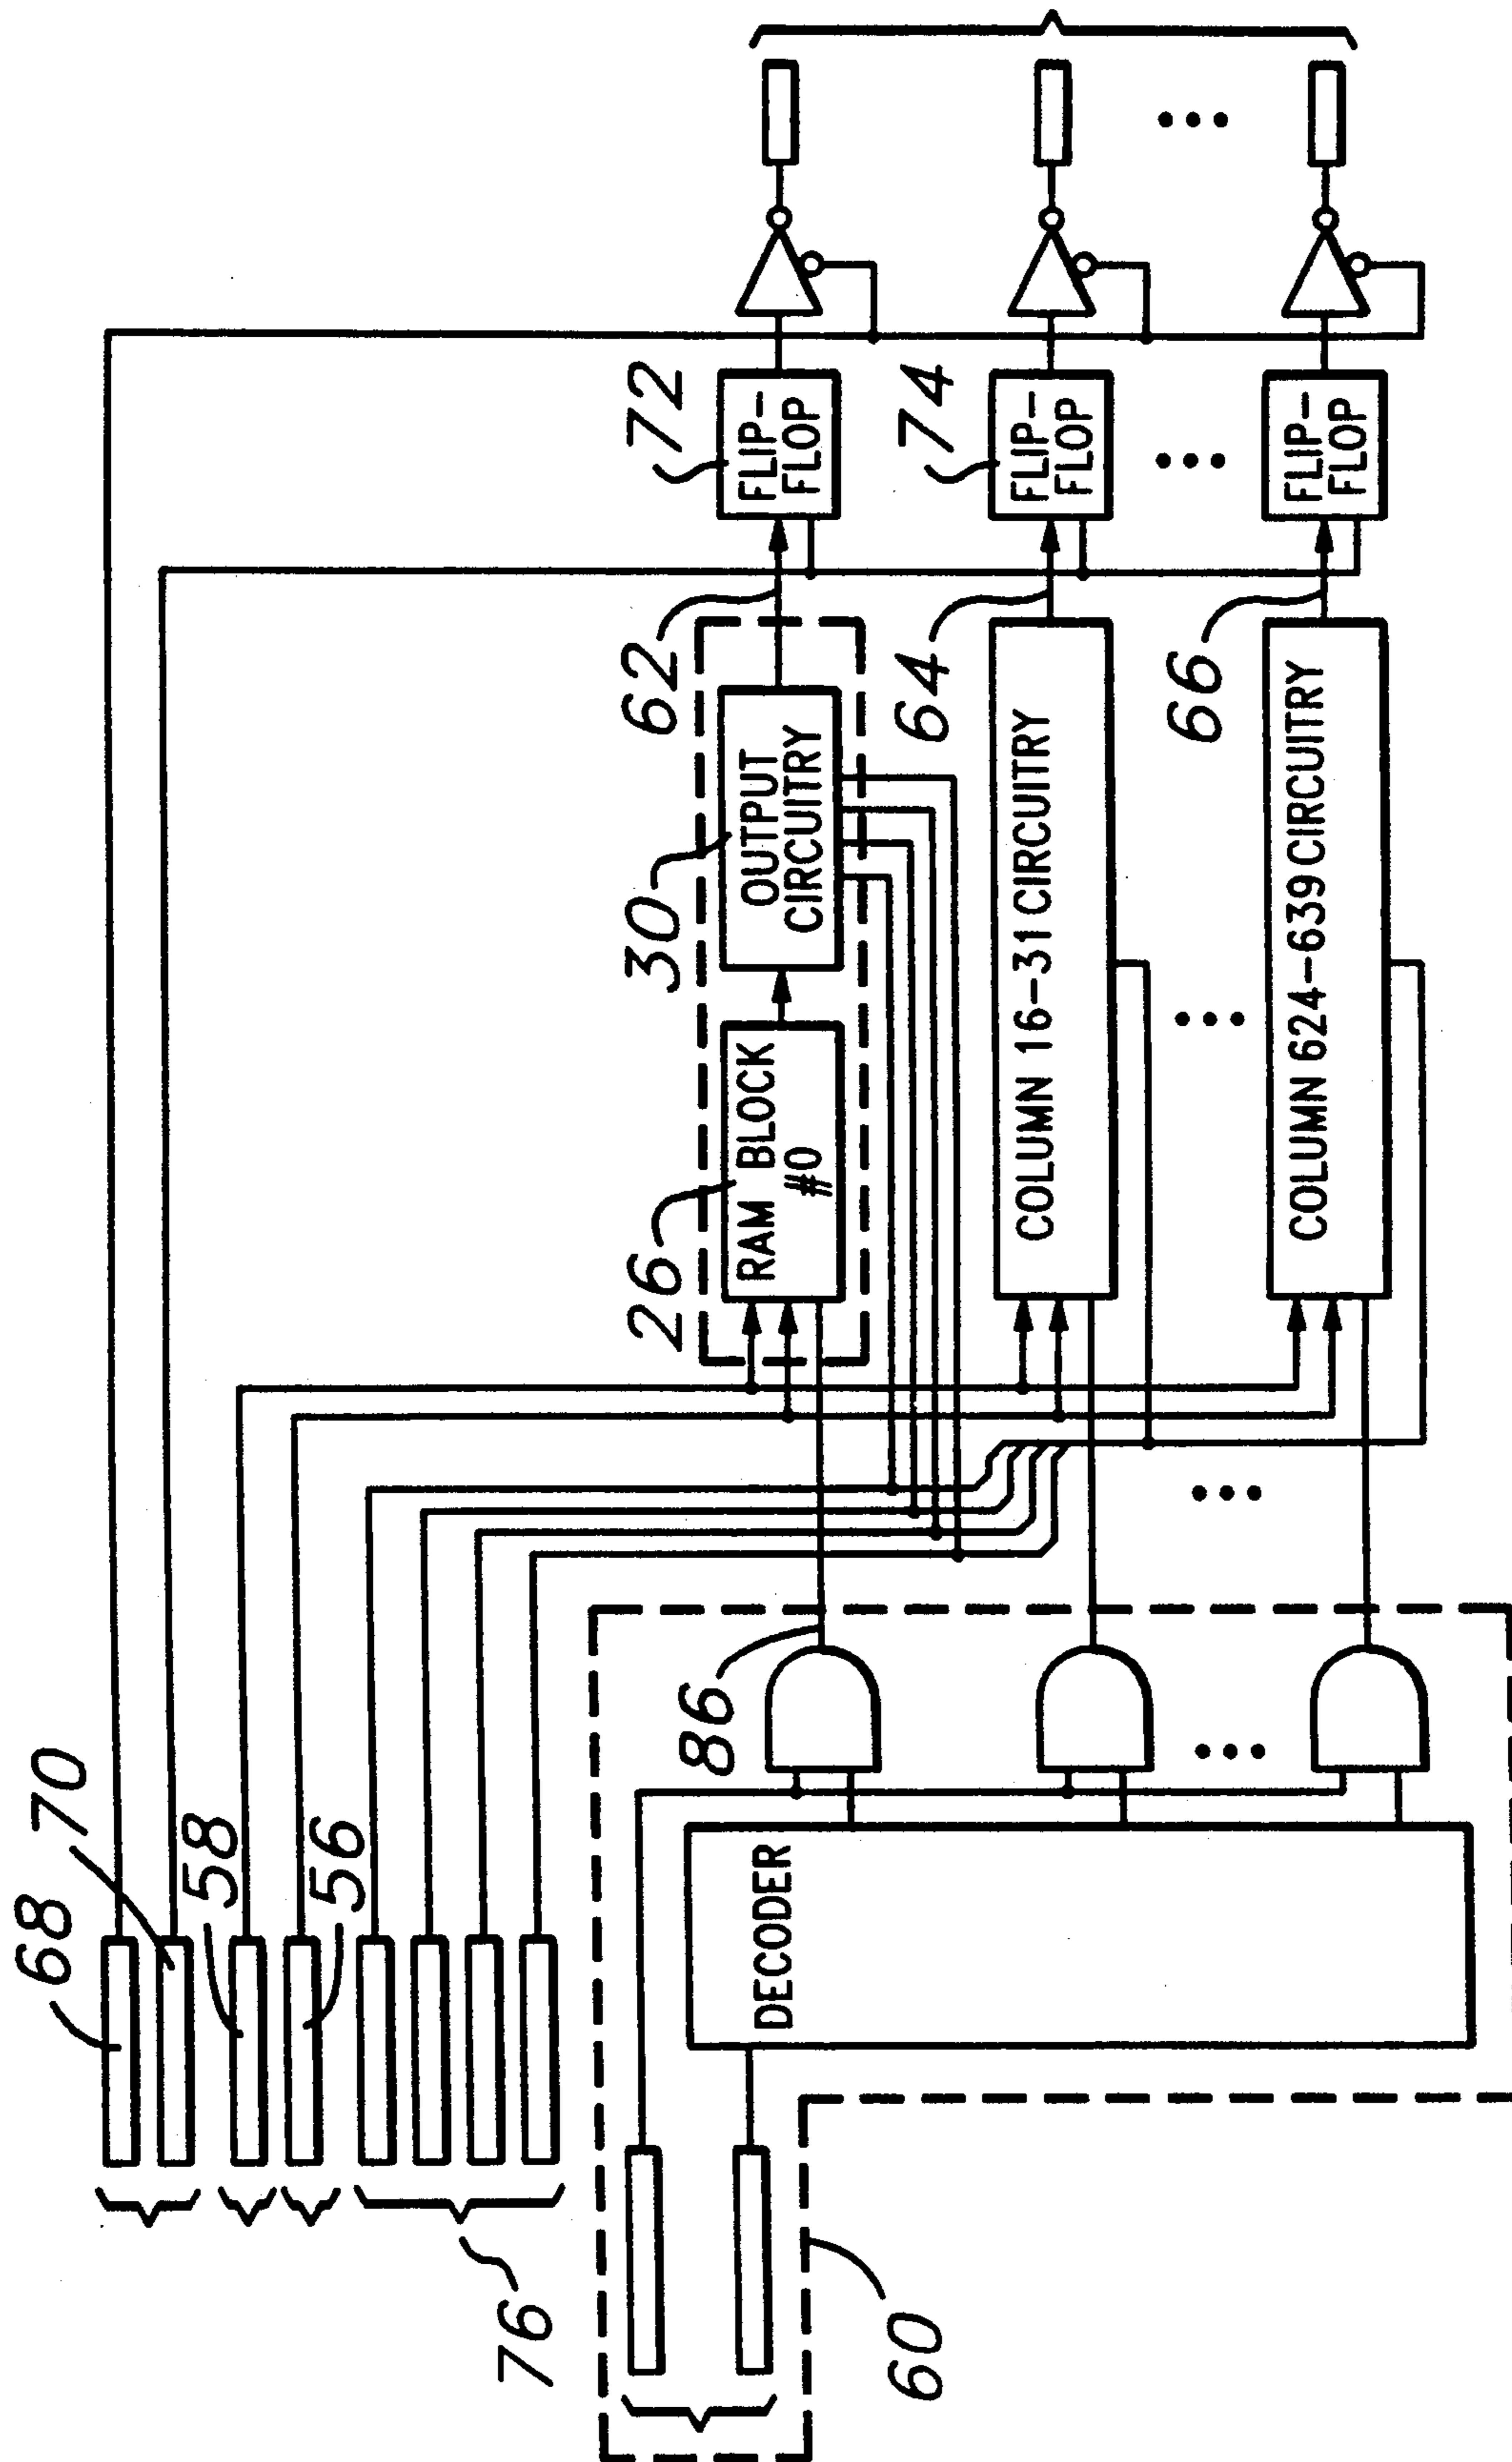 68
70
58
56
76
60
DECODER
86
26
RAM BLOCK
#0
30
OUTPUT
CIRCUITRY
62
72
FLIP-
FLOP
COLUMN 16-31 CIRCUITRY
64
74
FLIP-
FLOP
COLUMN 624-639 CIRCUITRY
66
FLIP-
FLOP